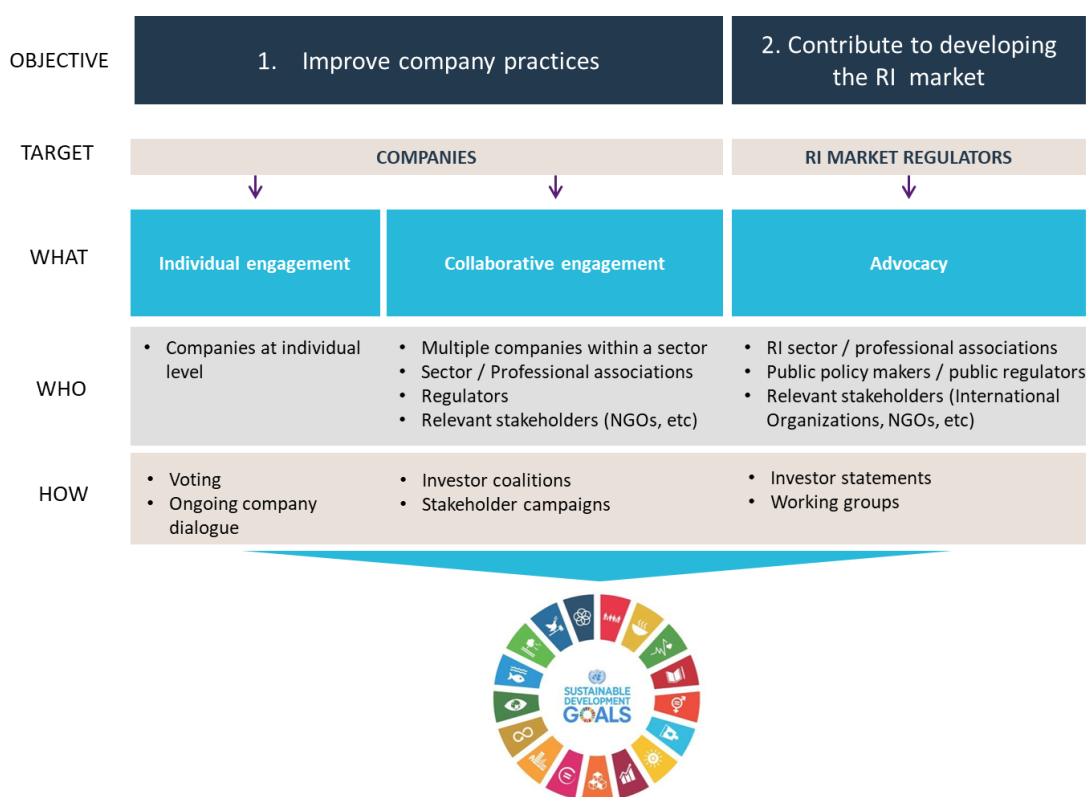 OBJECTIVE
1. Improve company practices
2. Contribute to developing
the RI market
TARGET
COMPANIES
RI MARKET REGULATORS
WHAT
Individual engagement
Collaborative engagement
Advocacy
WHO
• Companies at individual
level
• Multiple companies within a sector
• Sector / Professional associations
• Regulators
• Relevant stakeholders (NGOs, etc)
• RI sector / professional associations
• Public policy makers / public regulators
• Relevant stakeholders (International
Organizations, NGOs, etc)
HOW
• Voting
• Ongoing company
dialogue
• Investor coalitions
• Stakeholder campaigns
• Investor statements
• Working groups
SUSTAINABLE
DEVELOPMENT
GOALS